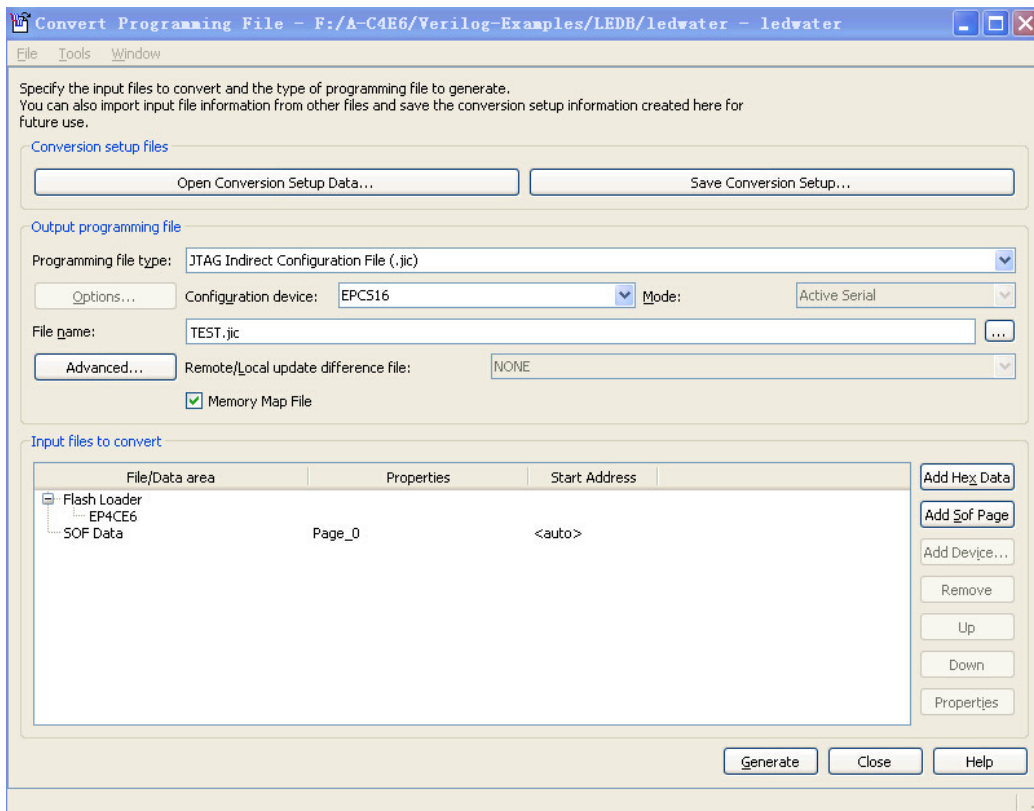 Convert Programming File - F:/A-C4E6/Verilog-Examples/LEDB/ledwater - ledwater
File Tools Window
Specify the input files to convert and the type of programming file to generate.
You can also import input file information from other files and save the conversion setup information created here for
future use.
Conversion setup files
Open Conversion Setup Data... Save Conversion Setup...
Output programming file
Programming file type: JTAG Indirect Configuration File (.jic)
Options... Configuration device: EPCS16 Mode: Active Serial
File name: TEST.jic ...
Advanced... Remote/Local update difference file: NONE
Memory Map File
Input files to convert
File/Data area Properties Start Address
Add Hex Data
Flash Loader
EP4CE6
Add Sof Page
SOF Data Page_0 <auto>
Add Device...
Remove
Up
Down
Properties
Generate Close Help